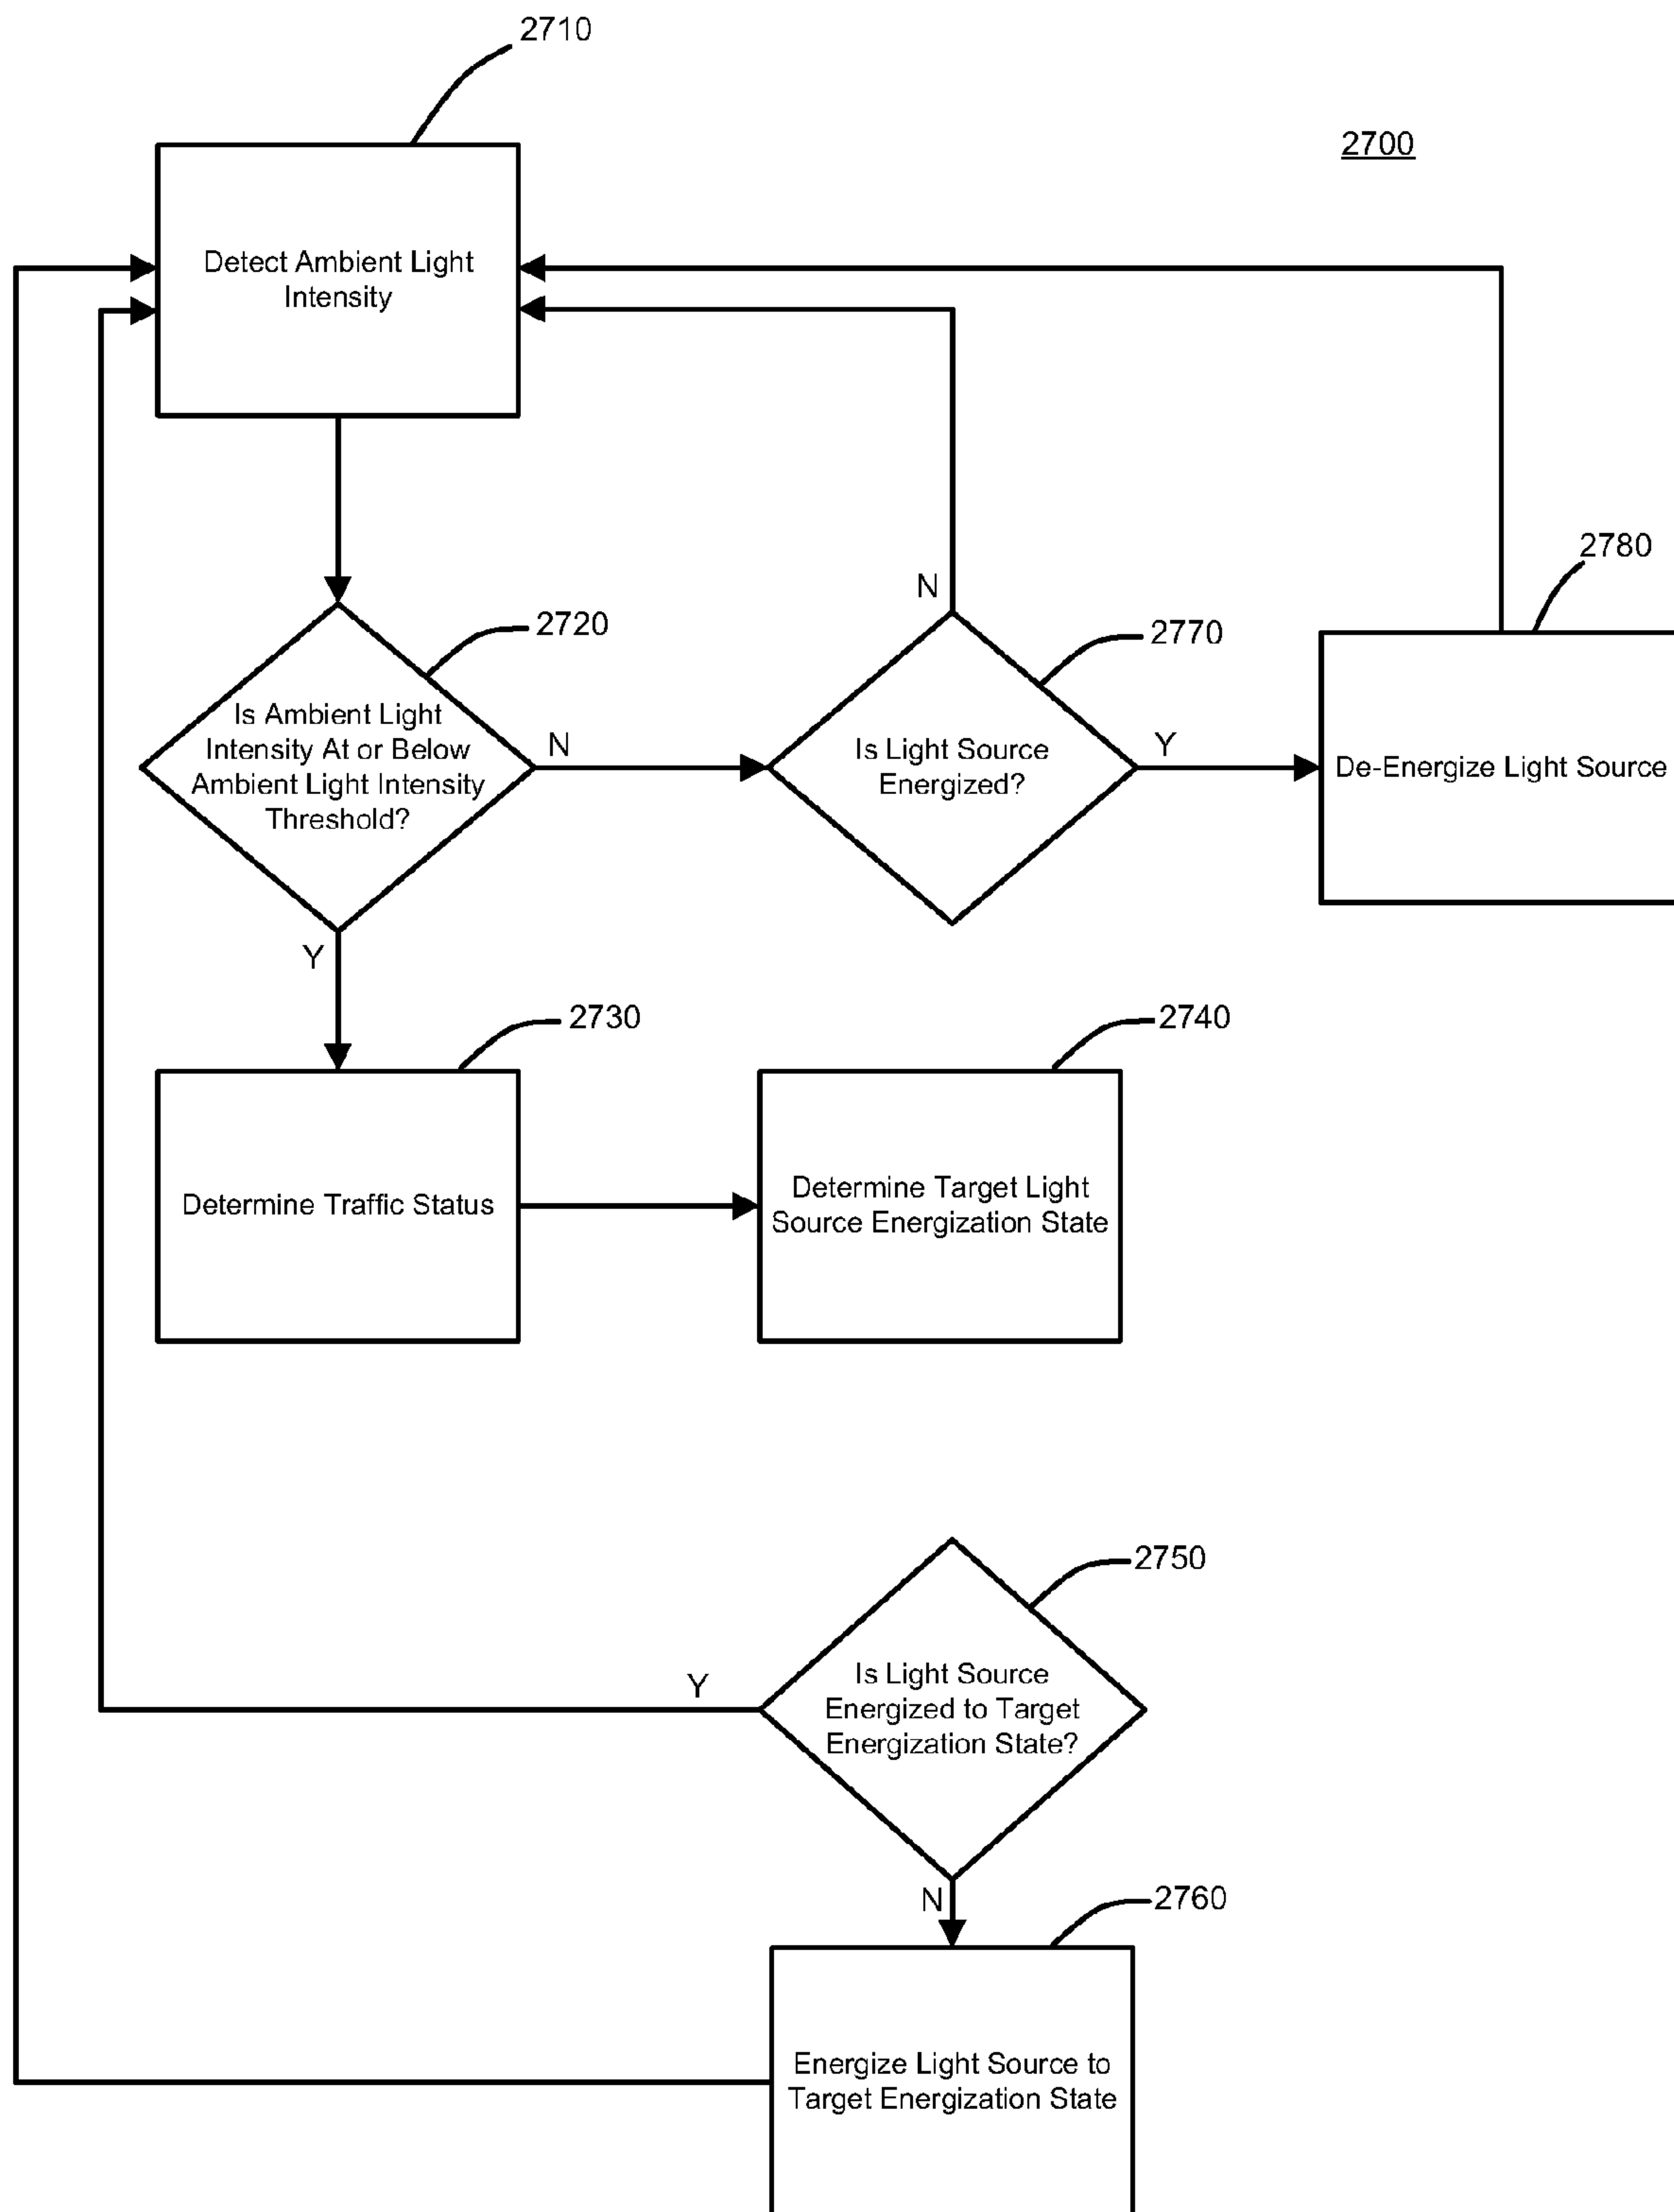 2710
2700
Detect Ambient Light
Intensity
2780
2720
2770
N
Is Ambient Light
Intensity At or Below
Ambient Light Intensity
Threshold?
N
Is Light Source
Energized?
Y
De-Energize Light Source
Y
2730
2740
Determine Traffic Status
Determine Target Light
Source Energization State
2750
Is Light Source
Energized to Target
Energization State?
Y
N
2760
Energize Light Source to
Target Energization State